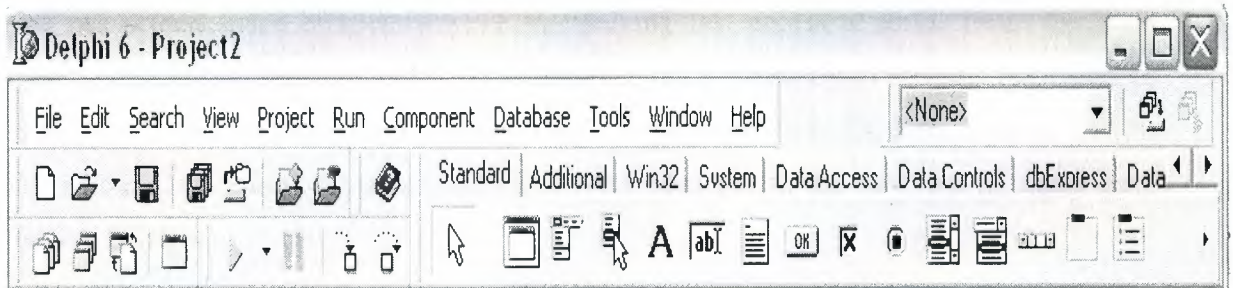 Delphi 6 - Project2
File Edit Search View Project Run Component Database Tools Window Help
<None>
Standard Additional Win32 System Data Access Data Controls dbExpress Data
A abI OK X